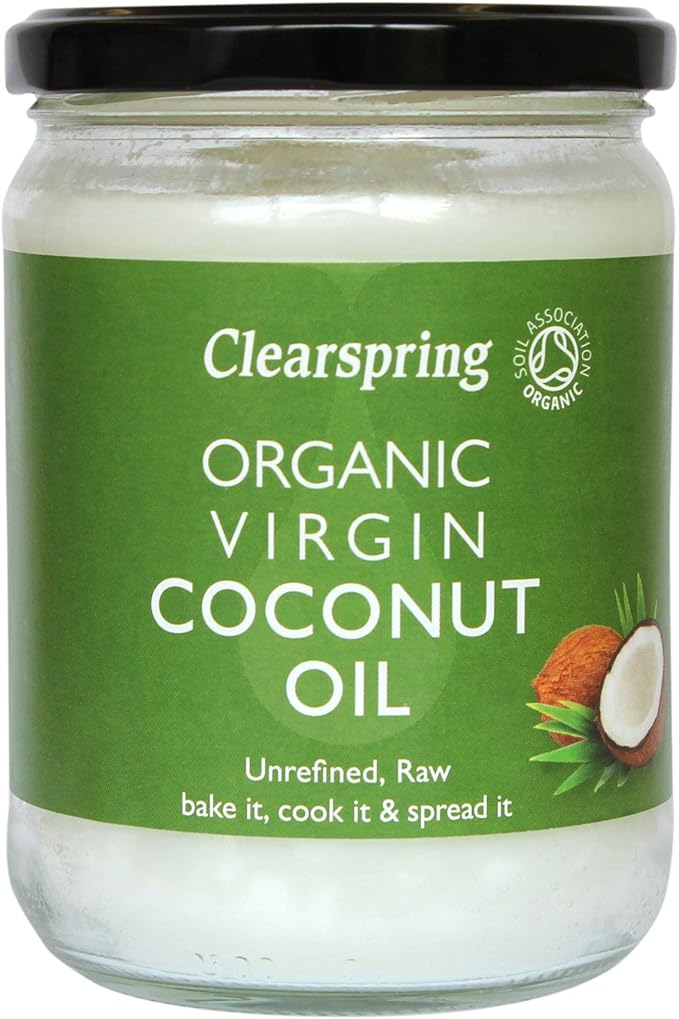 Clearspring
SOIL ASSOCIATION
ORGANIC
ORGANIC
VIRGIN
COCONUT
OIL
Unrefined, Raw
bake it, cook it & spread it